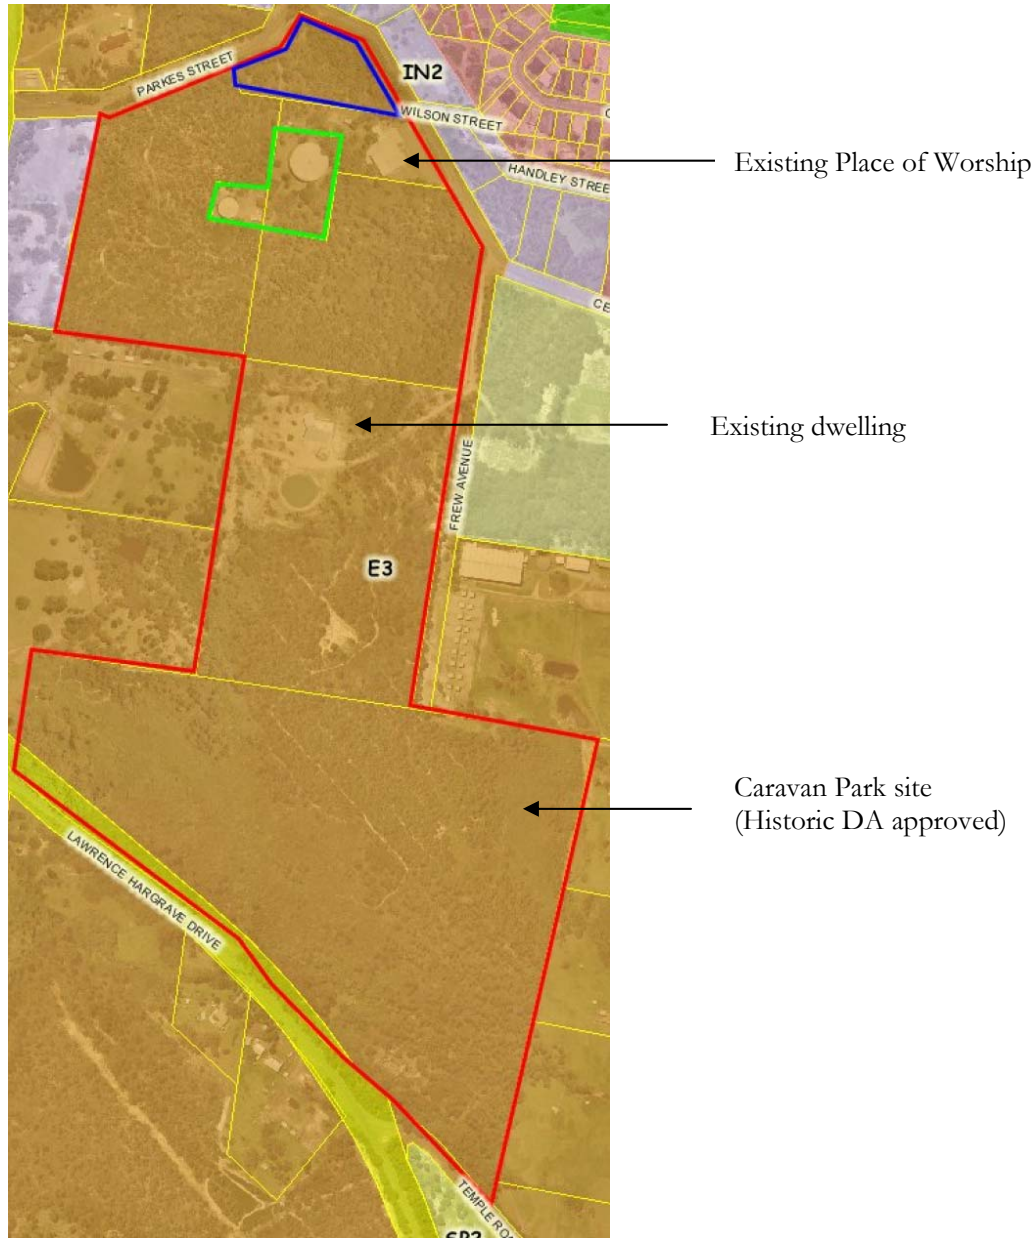 PARKES STREET
IN2
WILSON STREET
HANDLEY STREE
Existing Place of Worship
CE
Existing dwelling
FREW AVENUE
E3
Caravan Park site
(Historic DA approved)
LAWRENCE HARGRAVE DRIVE
TEMPLE RO